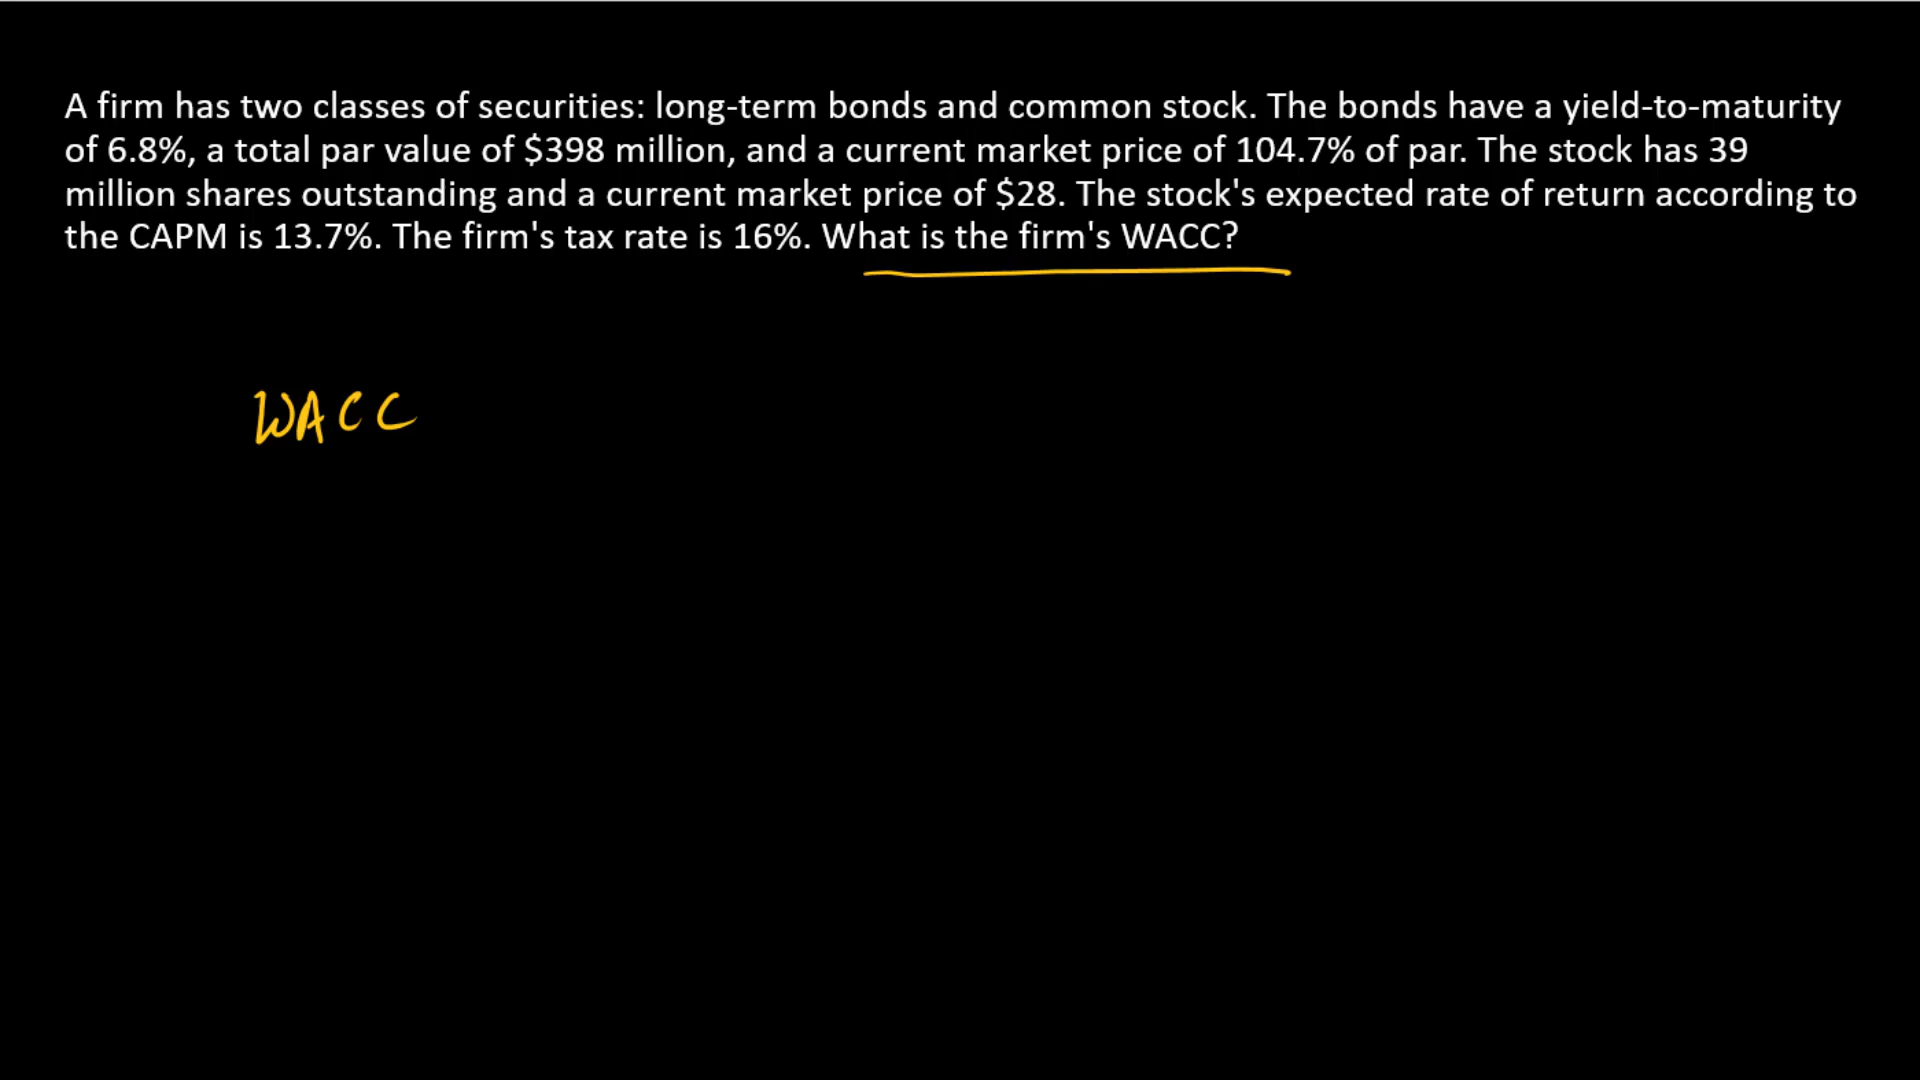 A firm has two classes of securities: long-term bonds and common stock. The bonds have a yield-to-maturity
of 6.8%, a total par value of $398 million, and a current market price of 104.7% of par. The stock has 39
million shares outstanding and a current market price of $28. The stock's expected rate of return according to
the CAPM is 13.7%. The firm's tax rate is 16%. What is the firm's WACC?
WACC